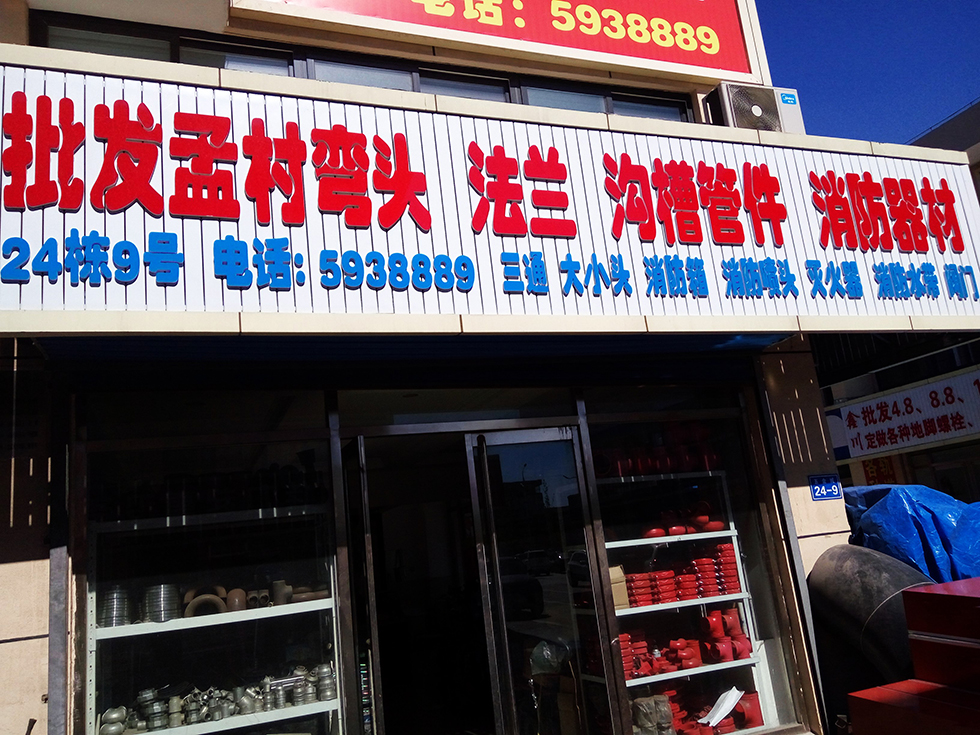 电话：5938889
批发孟村弯头 法兰 沟槽管件 消防器材
24栋9号 电话：5938889 三通 大小头 消防箱 消防喷头 灭火器 消防水带 阀门
鑫川
批发4.8、8.8、
定做各种地脚螺栓、
24-9